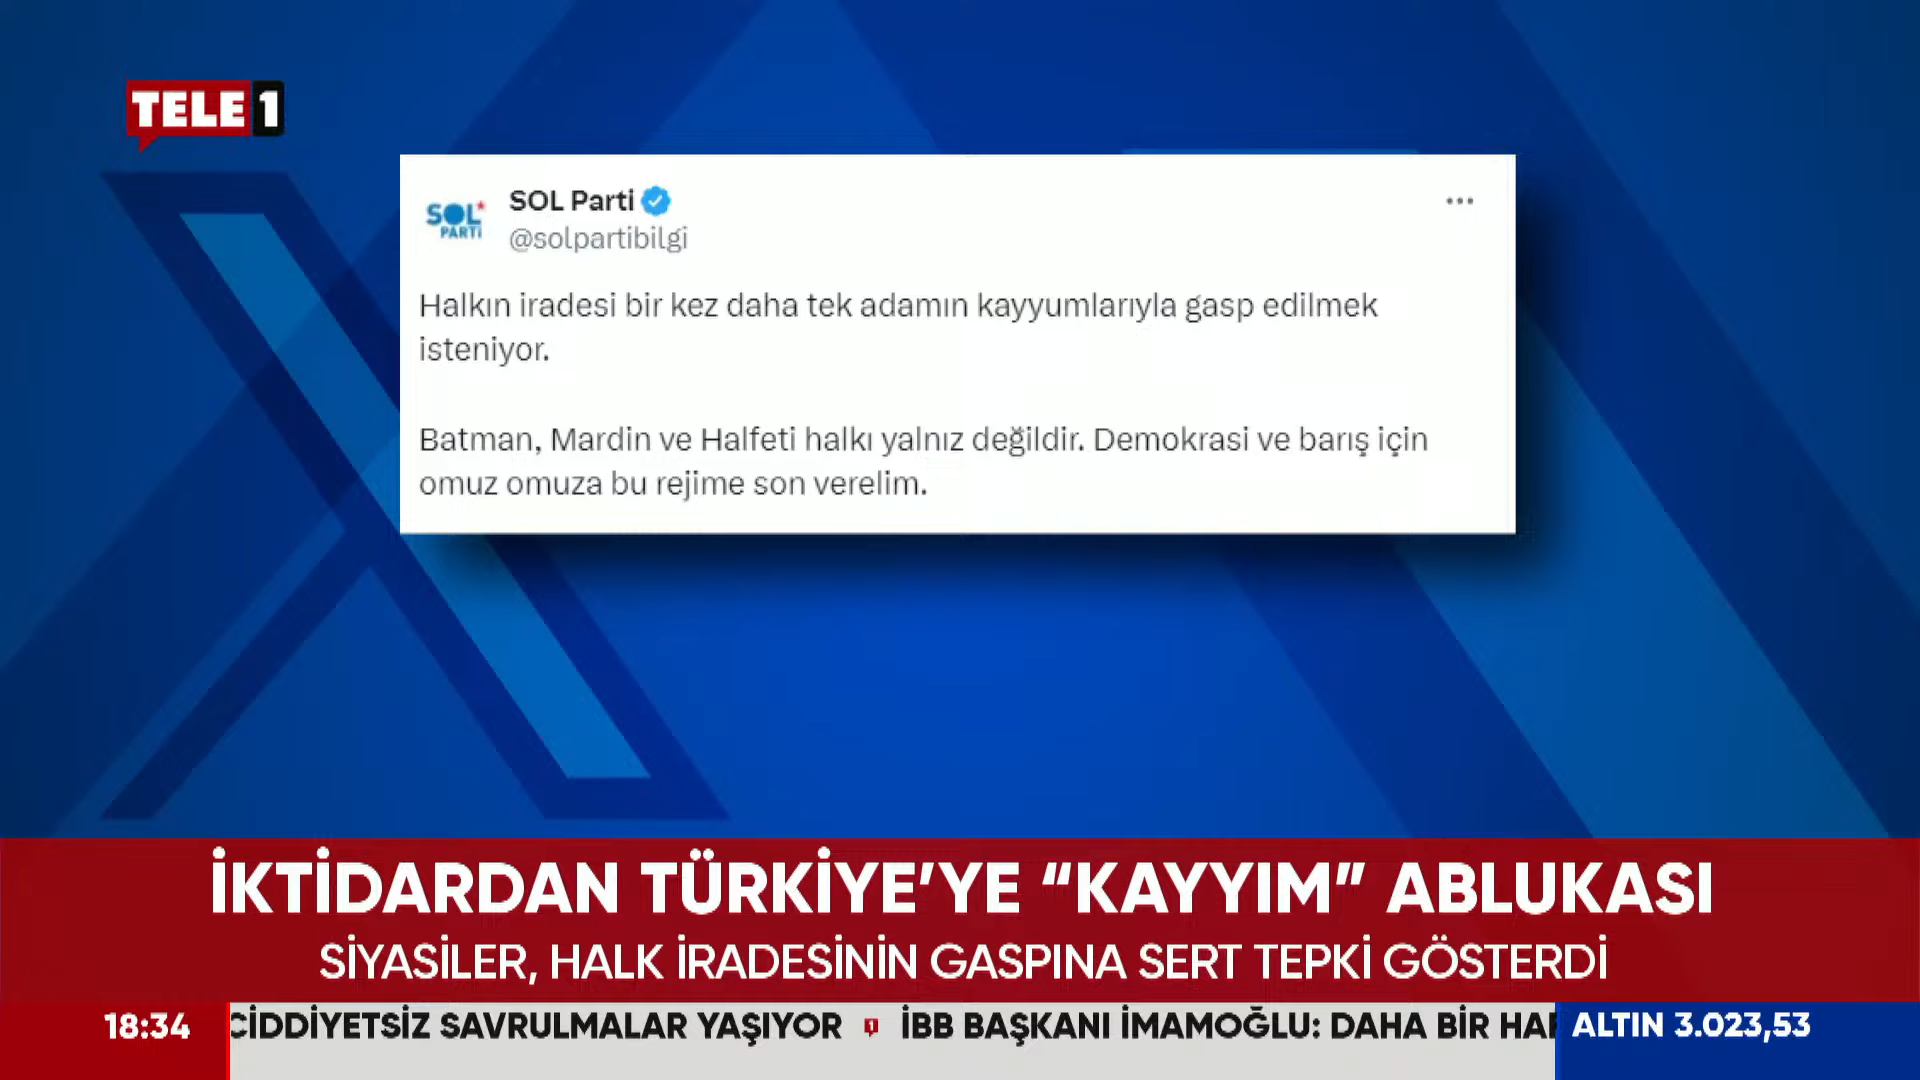 TELE 1
SOL PARTi
SOL Parti
@solpartibilgi
Halkın iradesi bir kez daha tek adamın kayyumlarıyla gasp edilmek
isteniyor.
Batman, Mardin ve Halfeti halkı yalnız değildir. Demokrasi ve barış için
omuz omuza bu rejime son verelim.
İKTİDARDAN TÜRKİYE’YE “KAYYIM” ABLUKASI
SİYASİLER, HALK İRADESİNİN GASPINA SERT TEPKİ GÖSTERDİ
18:34 CİDDİYETSİZ SAVRULMALAR YAŞIYOR İBB BAŞKANI İMAMOĞLU: DAHA BİR ALTIN 3.023,53